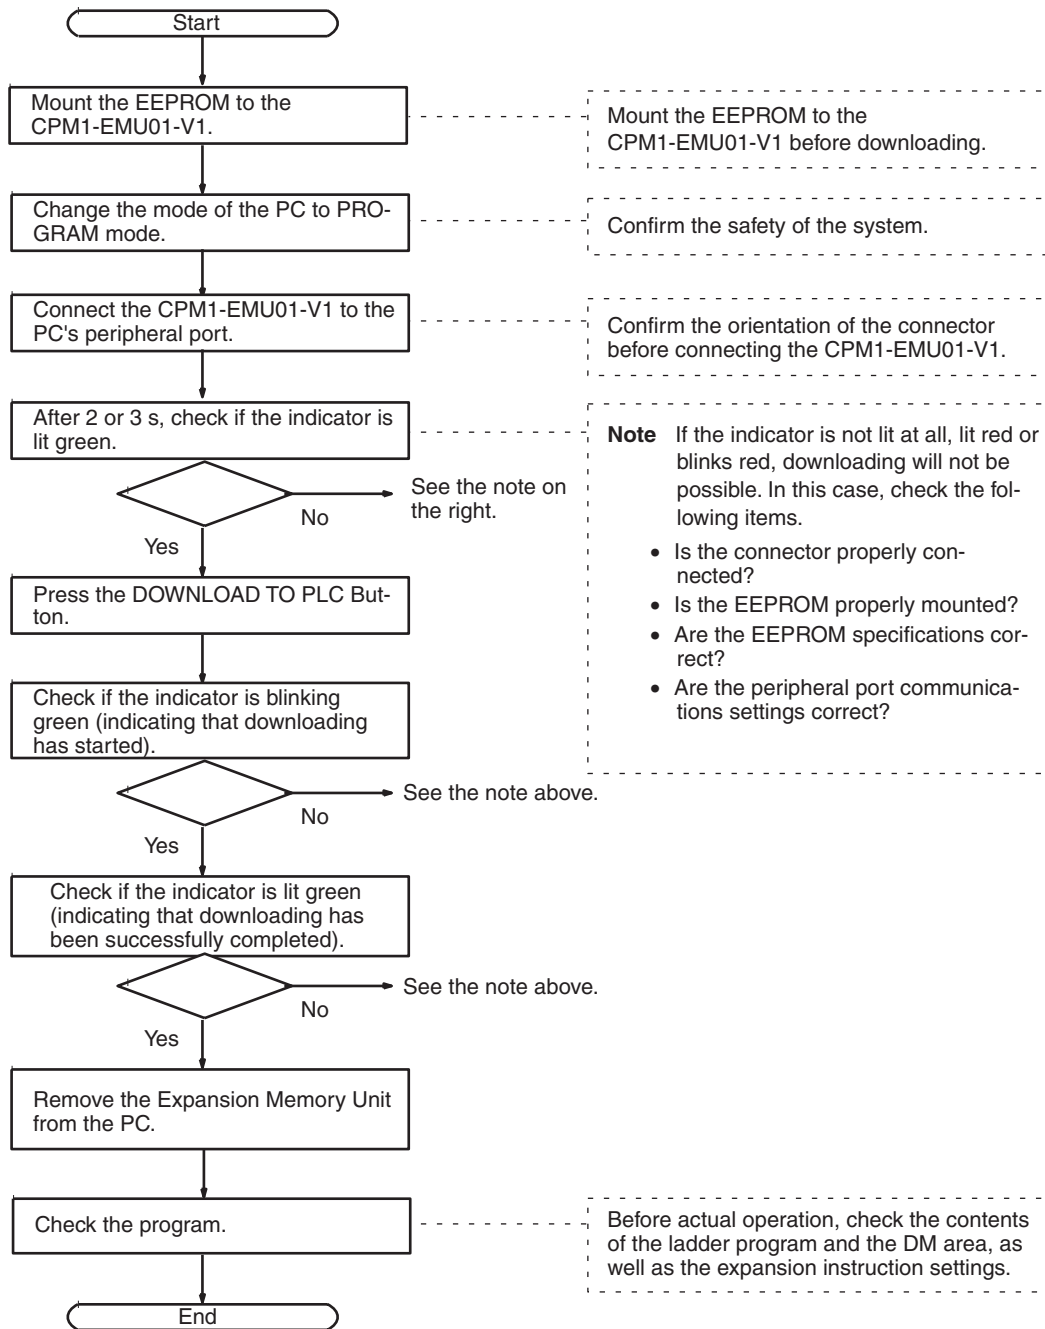 Start
Mount the EEPROM to the
CPM1-EMU01-V1.
Mount the EEPROM to the
CPM1-EMU01-V1 before downloading.
Change the mode of the PC to PRO-
GRAM mode.
Confirm the safety of the system.
Connect the CPM1-EMU01-V1 to the
PC's peripheral port.
Confirm the orientation of the connector
before connecting the CPM1-EMU01-V1.
After 2 or 3 s, check if the indicator is
lit green.
Note If the indicator is not lit at all, lit red or
blinks red, downloading will not be
possible. In this case, check the fol-
lowing items.
• Is the connector properly con-
nected?
• Is the EEPROM properly mounted?
• Are the EEPROM specifications cor-
rect?
• Are the peripheral port communica-
tions settings correct?
No
See the note on
the right.
Yes
Press the DOWNLOAD TO PLC But-
ton.
Check if the indicator is blinking
green (indicating that downloading
has started).
No
See the note above.
Yes
Check if the indicator is lit green
(indicating that downloading has
been successfully completed).
No
See the note above.
Yes
Remove the Expansion Memory Unit
from the PC.
Check the program.
Before actual operation, check the contents
of the ladder program and the DM area, as
well as the expansion instruction settings.
End